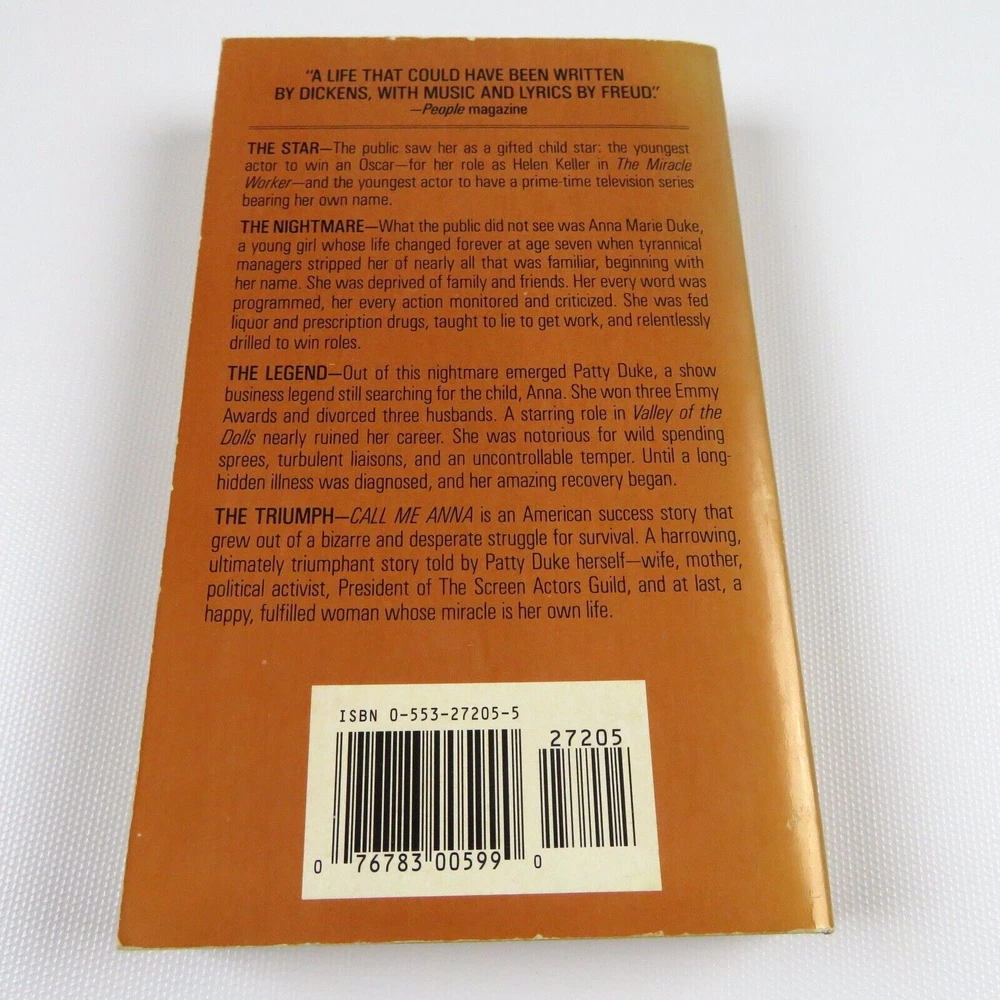 "A LIFE THAT COULD HAVE BEEN WRITTEN
BY DICKENS, WITH MUSIC AND LYRICS BY FREUD."
—People magazine
THE STAR—The public saw her as a gifted child star: the youngest
actor to win an Oscar—for her role as Helen Keller in The Miracle
Worker—and the youngest actor to have a prime-time television series
bearing her own name.
THE NIGHTMARE—What the public did not see was Anna Marie Duke,
a young girl whose life changed forever at age seven when tyrannical
managers stripped her of nearly all that was familiar, beginning with
her name. She was deprived of family and friends. Her every word was
programmed, her every action monitored and criticized. She was fed
liquor and prescription drugs, taught to lie to get work, and relentlessly
drilled to win roles.
THE LEGEND—Out of this nightmare emerged Patty Duke, a show
business legend still searching for the child, Anna. She won three Emmy
Awards and divorced three husbands. A starring role in Valley of the
Dolls nearly ruined her career. She was notorious for wild spending
sprees, turbulent liaisons, and an uncontrollable temper. Until a long-
hidden illness was diagnosed, and her amazing recovery began.
THE TRIUMPH—CALL ME ANNA is an American success story that
grew out of a bizarre and desperate struggle for survival. A harrowing,
ultimately triumphant story told by Patty Duke herself—wife, mother,
political activist, President of The Screen Actors Guild, and at last, a
happy, fulfilled woman whose miracle is her own life.
ISBN 0-553-27205-5
27205
0 76783 00599 0